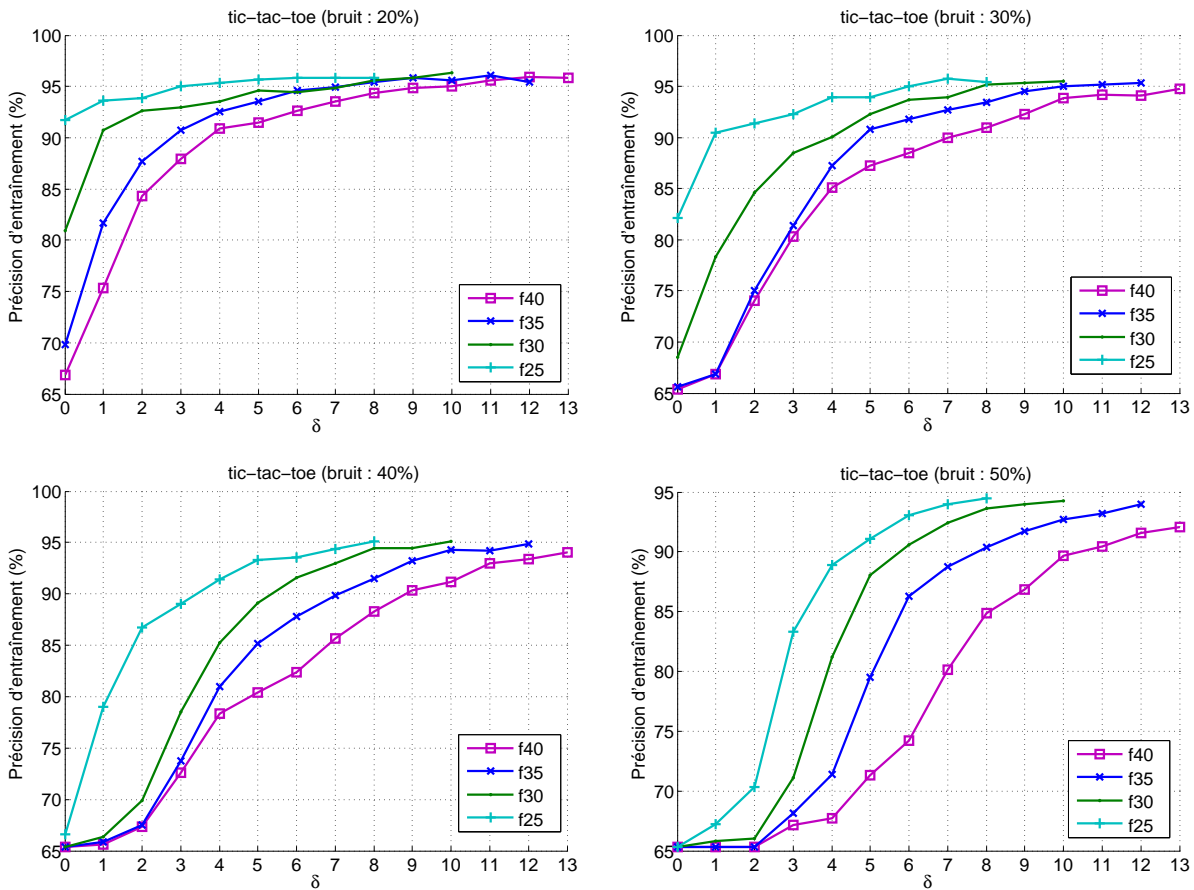 tic-tac-toe (bruit : 20%)
Précision d'entraînement (%)
100
95
90
85
80
75
70
65
0 1 2 3 4 5 6 7 8 9 10 11 12 13
δ
f40
f35
f30
f25
tic-tac-toe (bruit : 30%)
Précision d'entraînement (%)
100
95
90
85
80
75
70
65
0 1 2 3 4 5 6 7 8 9 10 11 12 13
δ
f40
f35
f30
f25
tic-tac-toe (bruit : 40%)
Précision d'entraînement (%)
100
95
90
85
80
75
70
65
0 1 2 3 4 5 6 7 8 9 10 11 12 13
δ
f40
f35
f30
f25
tic-tac-toe (bruit : 50%)
Précision d'entraînement (%)
95
90
85
80
75
70
65
0 1 2 3 4 5 6 7 8 9 10 11 12 13
δ
f40
f35
f30
f25